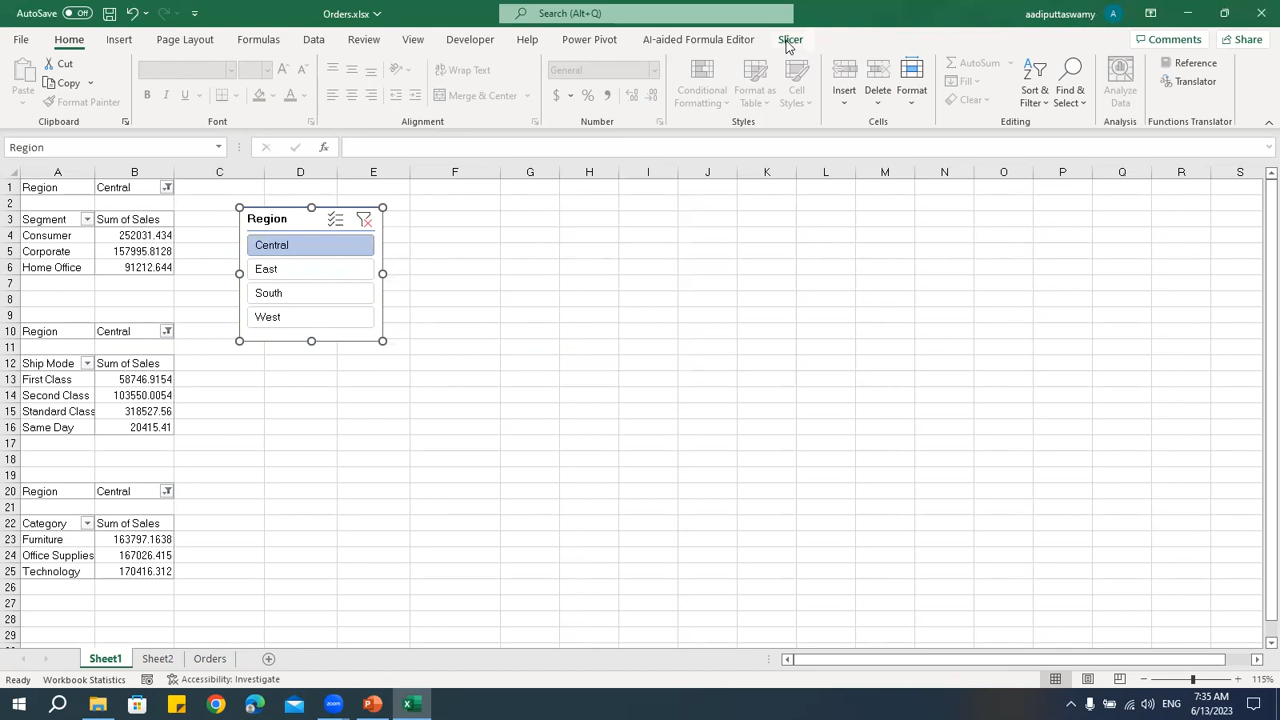 AutoSave Off Orders.xlsx Search (Alt+Q) aadiputtaswamy A
File Home Insert Page Layout Formulas Data Review View Developer Help Power Pivot AI-aided Formula Editor Slicer Comments Share
Paste Cut Copy Format Painter
Clipboard
B I U A A A
Font
Wrap Text
Merge & Center
Alignment
General
$ % ,
Number
Conditional Formatting Format as Table Cell Styles
Styles
Insert Delete Format
Cells
AutoSum Fill Clear Sort & Filter Find & Select
Editing
Analyze Data
Analysis
Reference
Translator
Functions Translator
Region fx
A B C D E F G H I J K L M N O P Q R S
1 Region Central
2
3 Segment Sum of Sales
4 Consumer 252031.434
5 Corporate 157995.8128
6 Home Office 91212.644
7
8
9
10 Region Central
11
12 Ship Mode Sum of Sales
13 First Class 58746.9154
14 Second Class 103550.0054
15 Standard Class 318527.56
16 Same Day 20415.41
17
18
19
20 Region Central
21
22 Category Sum of Sales
23 Furniture 163797.1638
24 Office Supplies 167026.415
25 Technology 170416.312
26
27
28
29
Region
Central
East
South
West
Sheet1 Sheet2 Orders
Ready Workbook Statistics Accessibility: Investigate 115%
zoom ENG 7:35 AM
6/13/2023